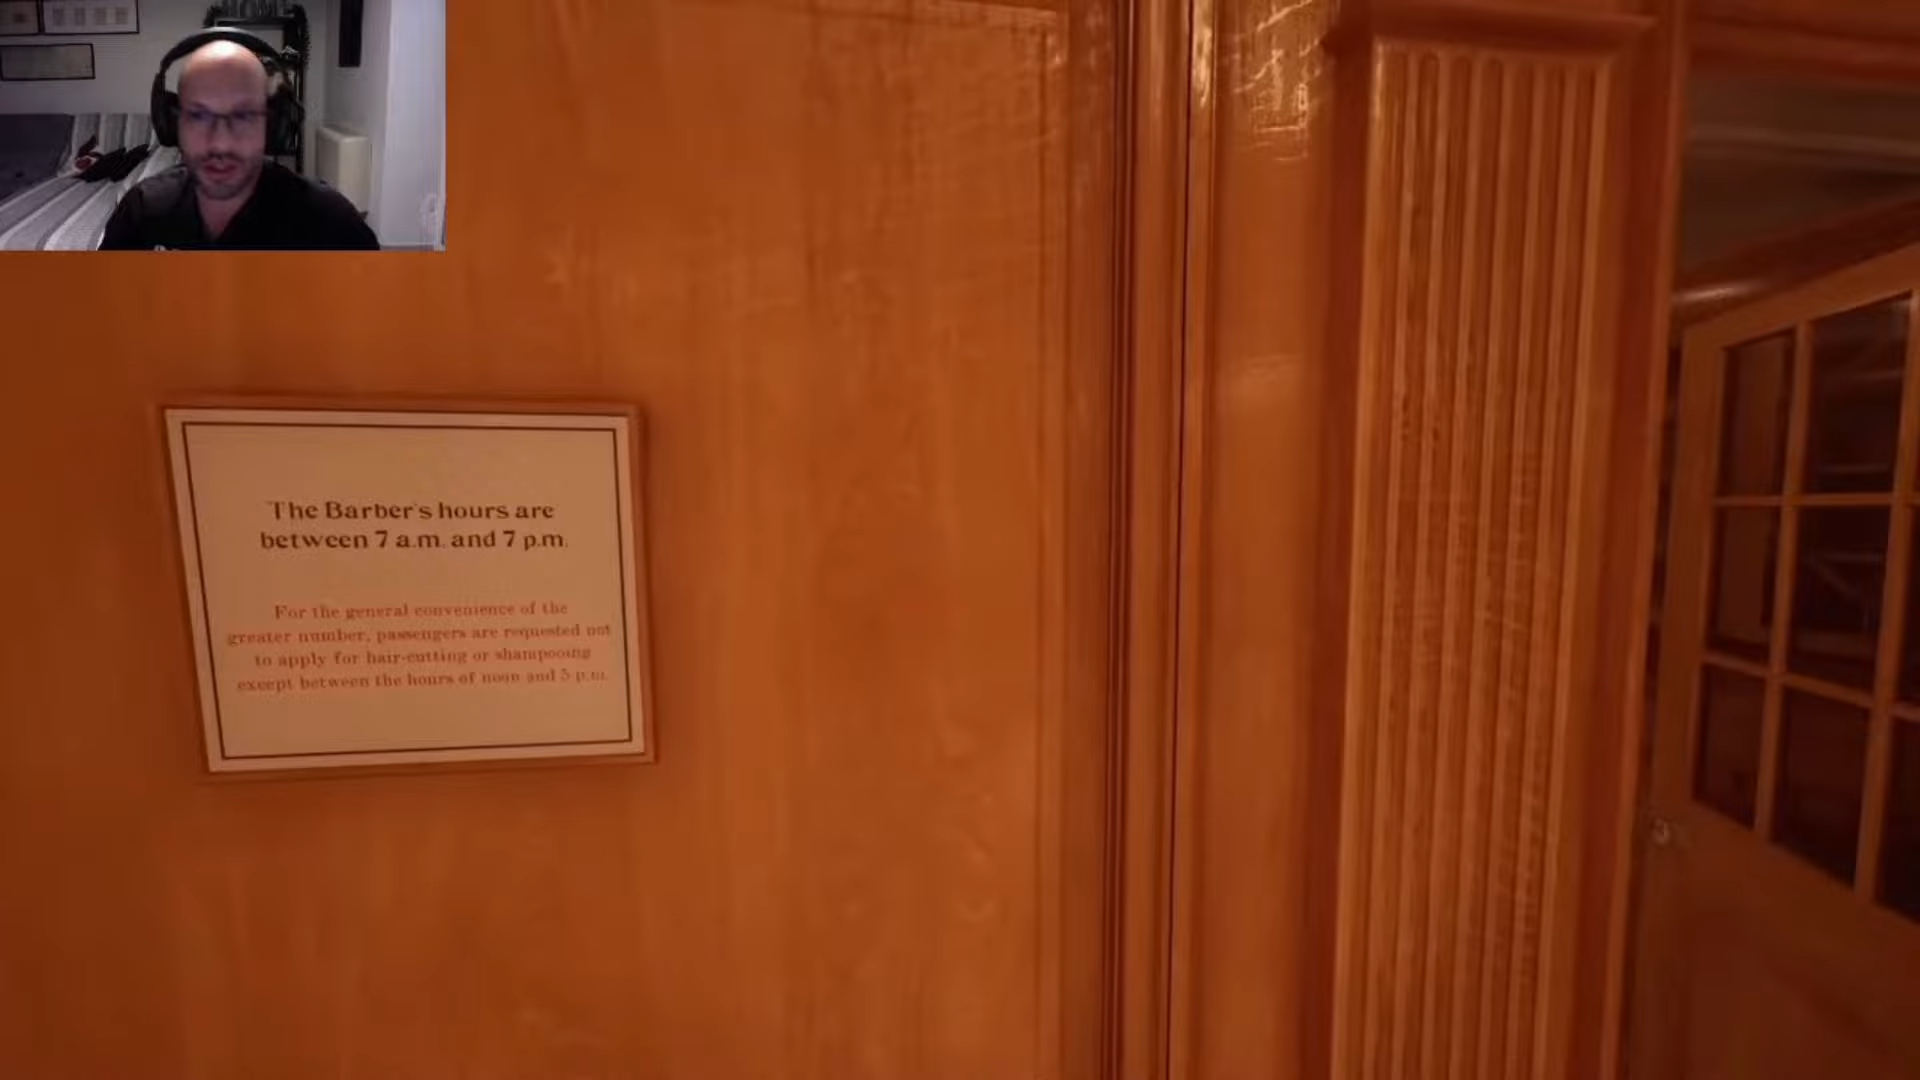 HOME
The Barber's hours are
between 7 a.m. and 7 p.m.
For the general convenience of the
greater number, passengers are requested not
to apply for hair-cutting or shampooing
except between the hours of noon and 5 p.m.